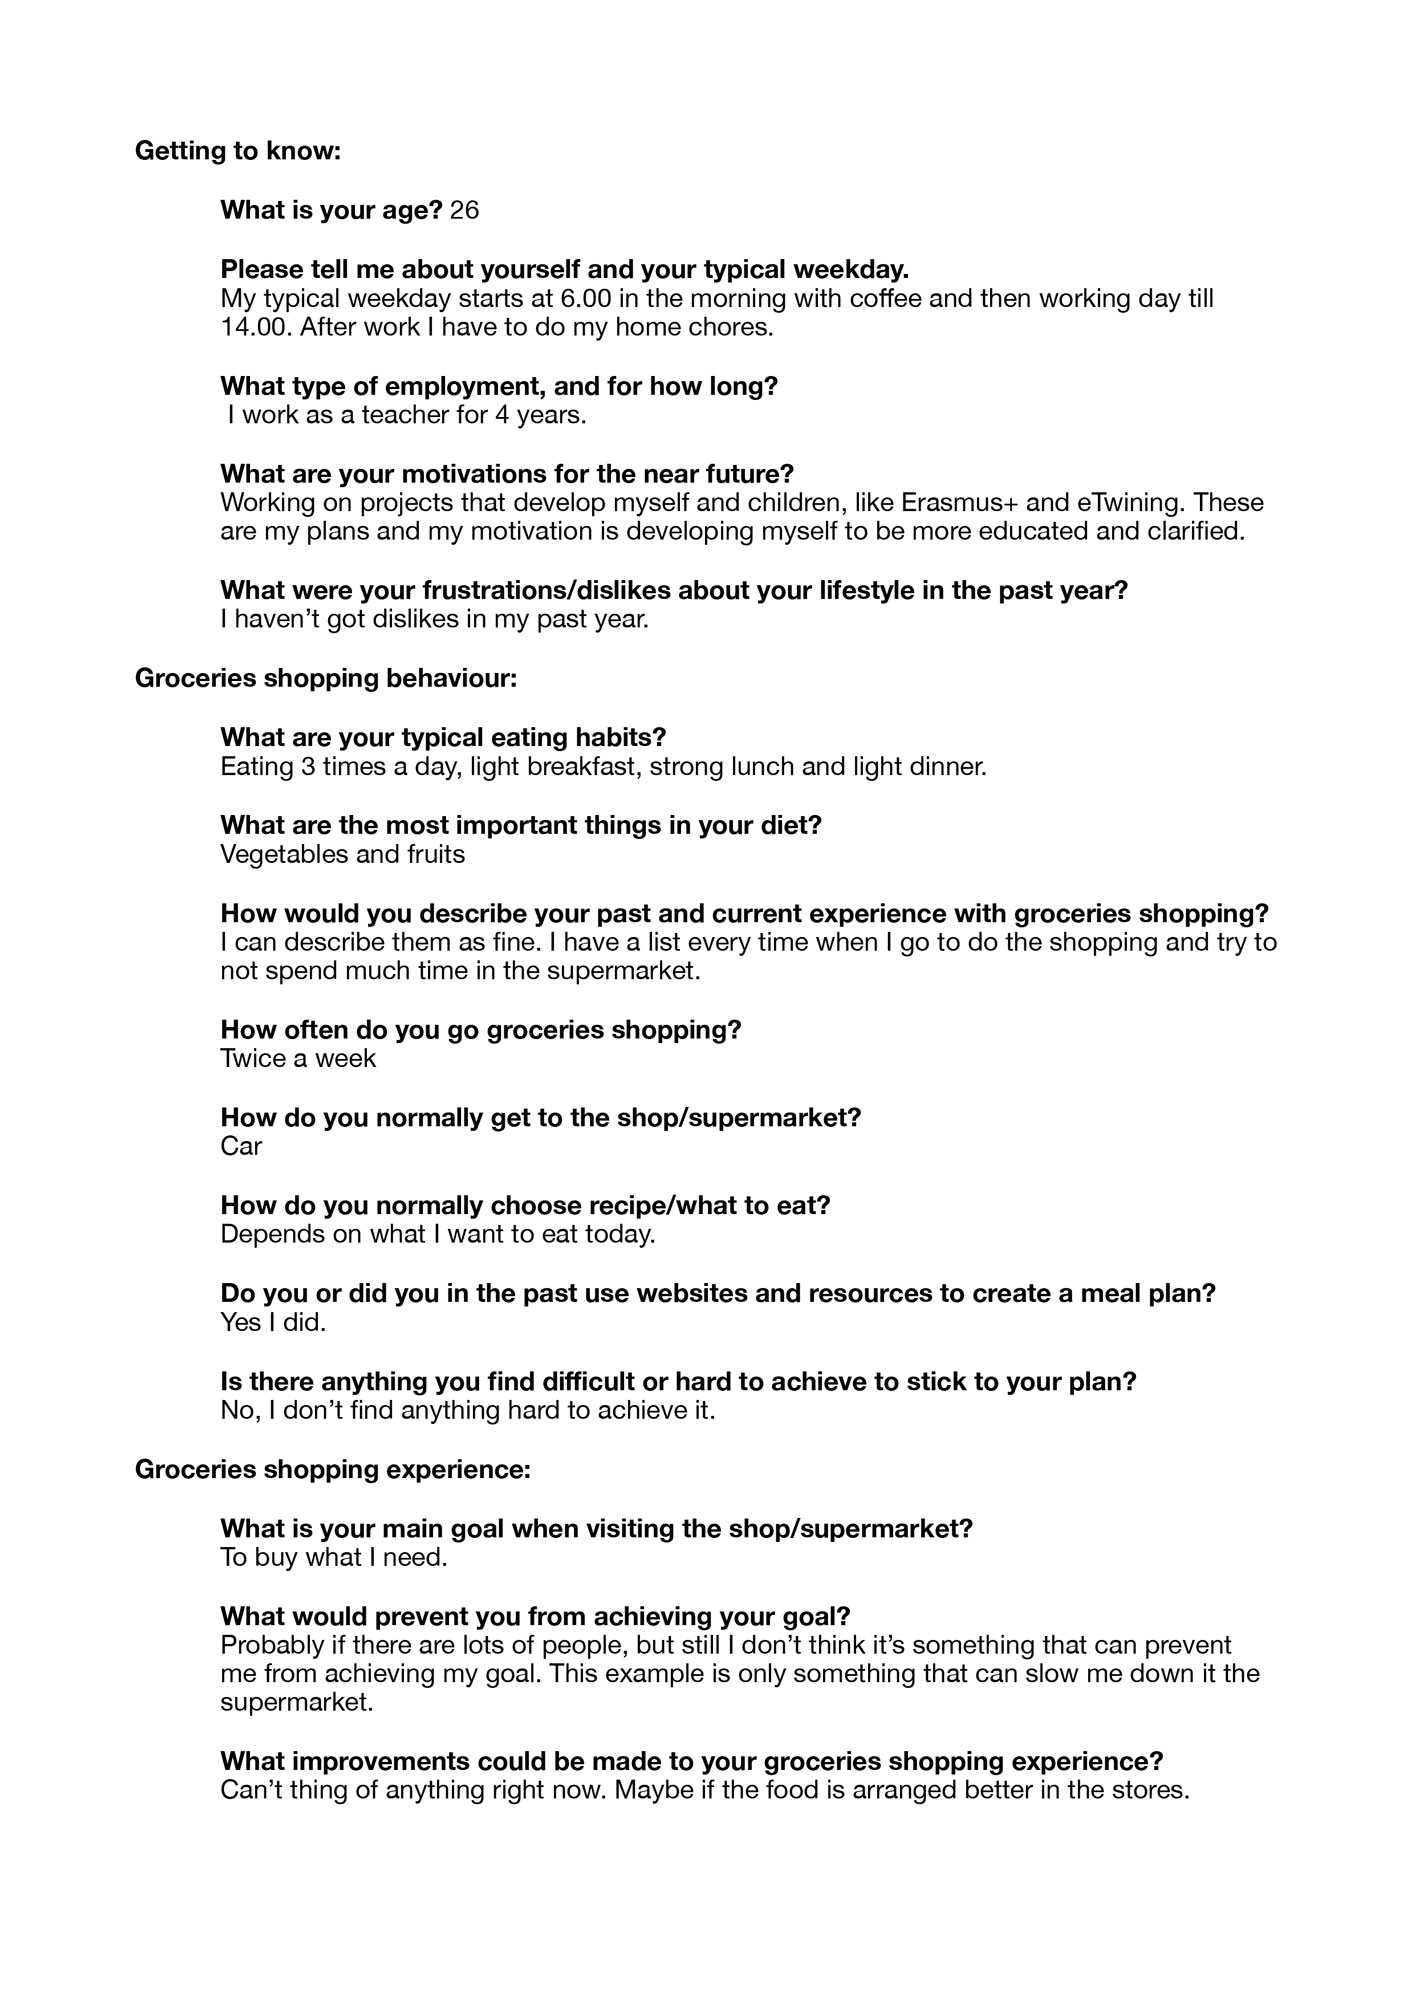 Getting to know:
What is your age? 26
Please tell me about yourself and your typical weekday.
My typical weekday starts at 6.00 in the morning with coffee and then working day till
14.00. After work I have to do my home chores.
What type of employment, and for how long?
I work as a teacher for 4 years.
What are your motivations for the near future?
Working on projects that develop myself and children, like Erasmus+ and eTwining. These
are my plans and my motivation is developing myself to be more educated and clarified.
What were your frustrations/dislikes about your lifestyle in the past year?
I haven’t got dislikes in my past year.
Groceries shopping behaviour:
What are your typical eating habits?
Eating 3 times a day, light breakfast, strong lunch and light dinner.
What are the most important things in your diet?
Vegetables and fruits
How would you describe your past and current experience with groceries shopping?
I can describe them as fine. I have a list every time when I go to do the shopping and try to
not spend much time in the supermarket.
How often do you go groceries shopping?
Twice a week
How do you normally get to the shop/supermarket?
Car
How do you normally choose recipe/what to eat?
Depends on what I want to eat today.
Do you or did you in the past use websites and resources to create a meal plan?
Yes I did.
Is there anything you find difficult or hard to achieve to stick to your plan?
No, I don’t find anything hard to achieve it.
Groceries shopping experience:
What is your main goal when visiting the shop/supermarket?
To buy what I need.
What would prevent you from achieving your goal?
Probably if there are lots of people, but still I don’t think it’s something that can prevent
me from achieving my goal. This example is only something that can slow me down it the
supermarket.
What improvements could be made to your groceries shopping experience?
Can’t thing of anything right now. Maybe if the food is arranged better in the stores.